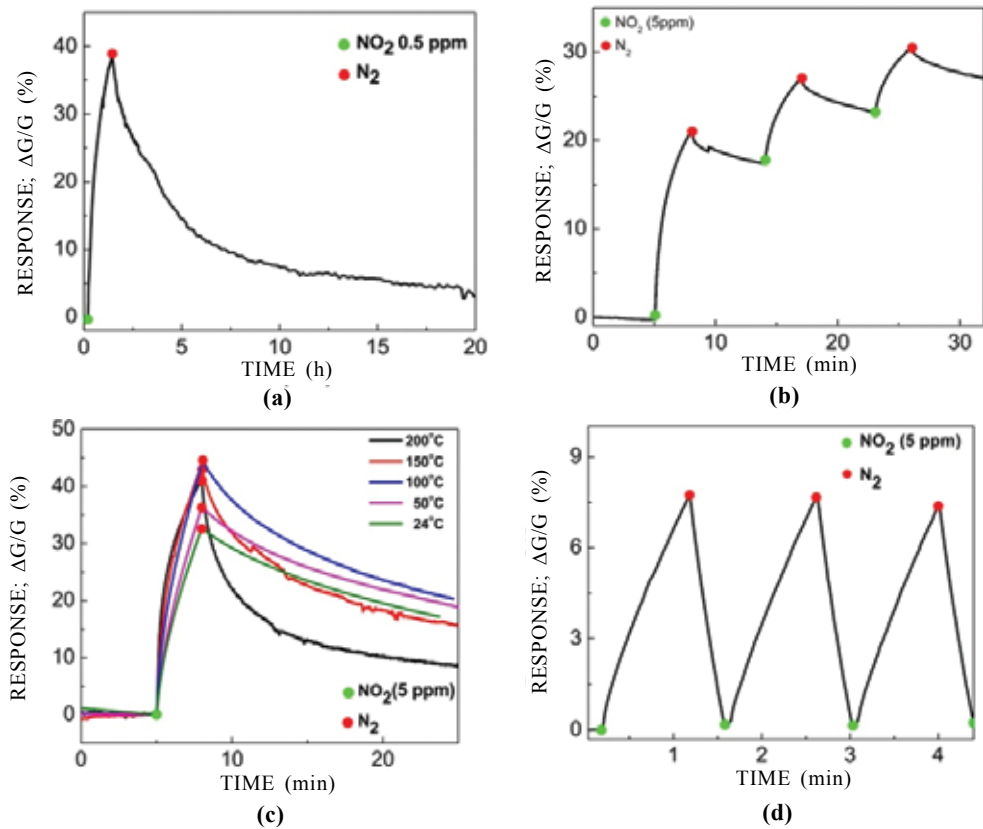 RESPONSE; ΔG/G (%)
40
30
20
10
0
NO₂ 0.5 ppm
N₂
0 5 10 15 20
TIME (h)
(a)
RESPONSE; ΔG/G (%)
30
20
10
0
NO₂ (5ppm)
N₂
0 10 20 30
TIME (min)
(b)
RESPONSE; ΔG/G (%)
50
40
30
20
10
0
200°C
150°C
100°C
50°C
24°C
NO₂(5 ppm)
N₂
0 10 20
TIME (min)
(c)
RESPONSE; ΔG/G (%)
9
6
3
0
NO₂ (5 ppm)
N₂
1 2 3 4
TIME (min)
(d)